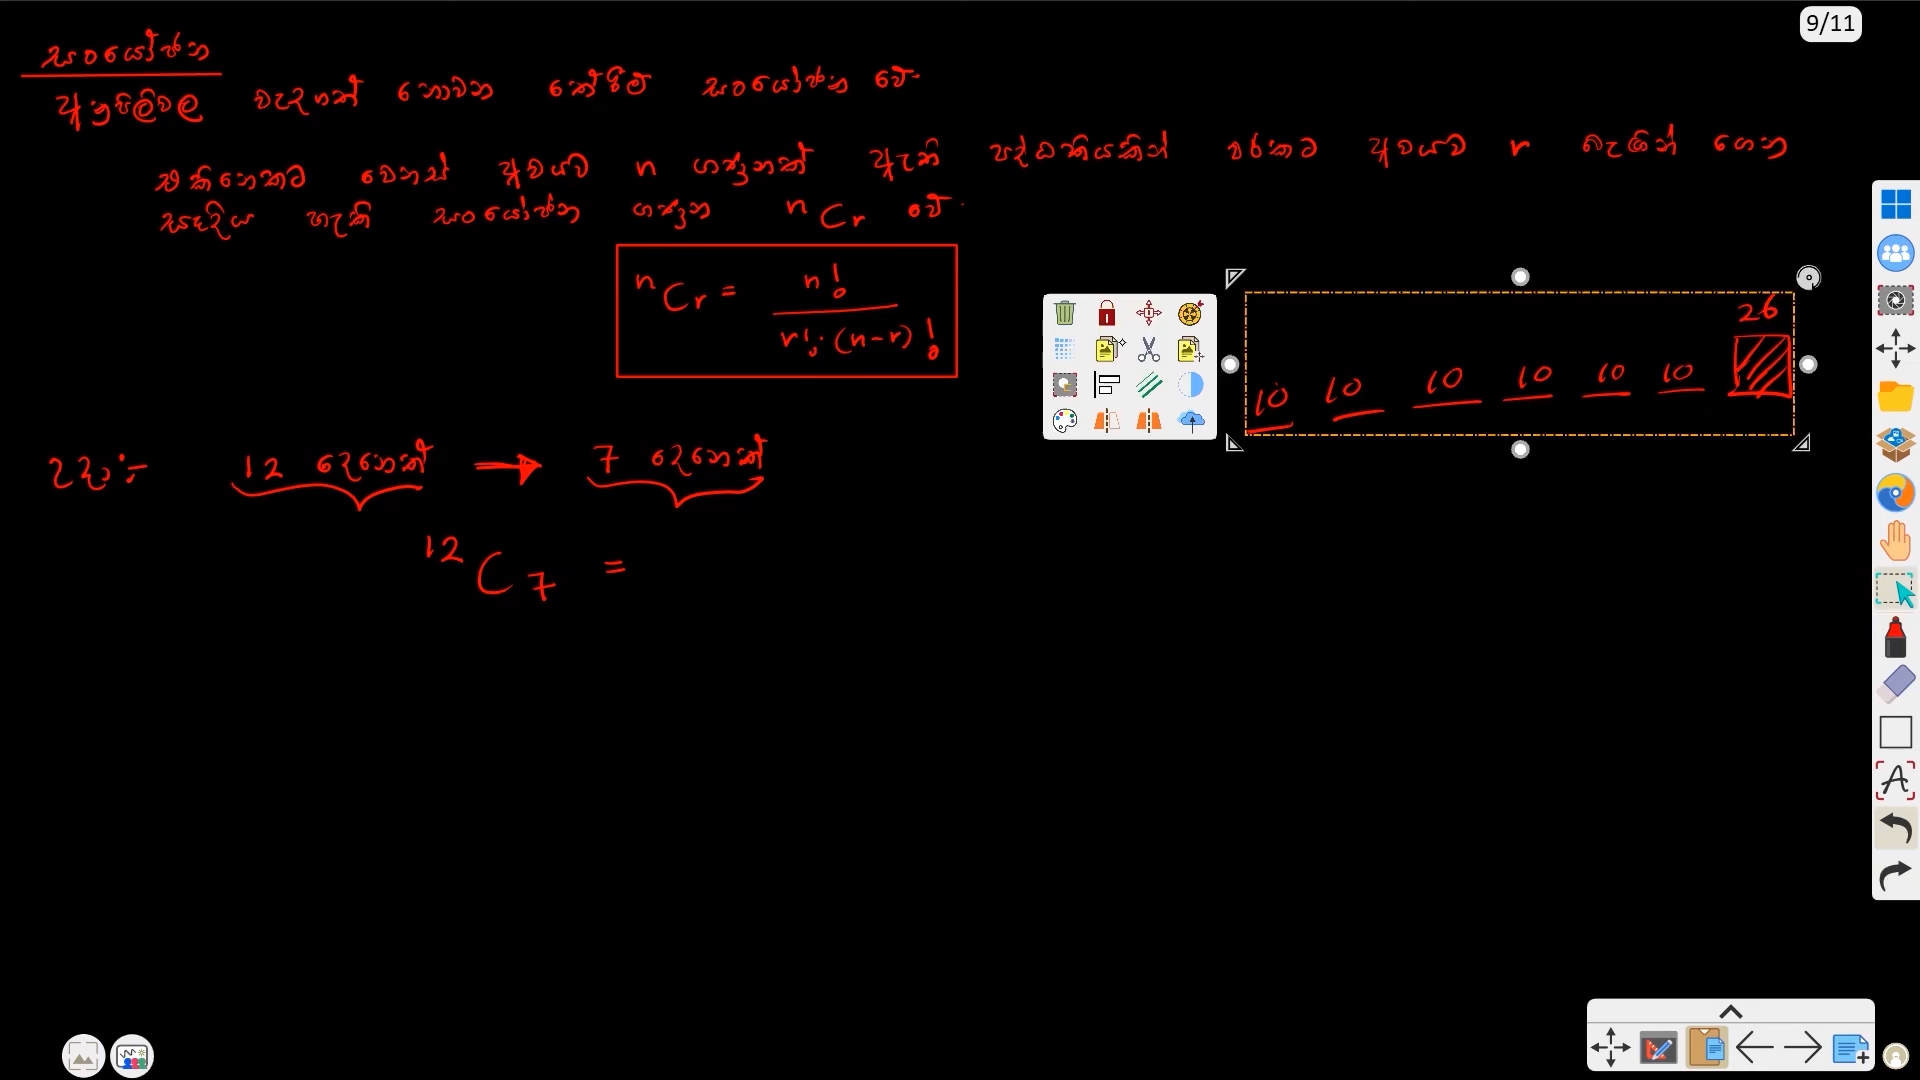 9/11
සංයෝජන
අනුපිලිවල වැදගත් නොවන තේරීම් සංයෝජන වේ.
එකිනෙකට වෙනස් අවයව n ගණනක් ඇති පද්ධතියකින් වරකට අවයව r බැගින් ගෙන
සෑදිය හැකි සංයෝජන ගණන nCr වේ.
nCr = n! / r!.(n-r)!
26
10 10 10 10 10 10
උදා:- 12 දෙනෙක් → 7 දෙනෙක්
12C7 =